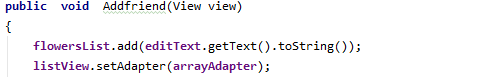 public  void  Addfriend(View view)
{
    flowersList.add(editText.getText().toString());
    listView.setAdapter(arrayAdapter);